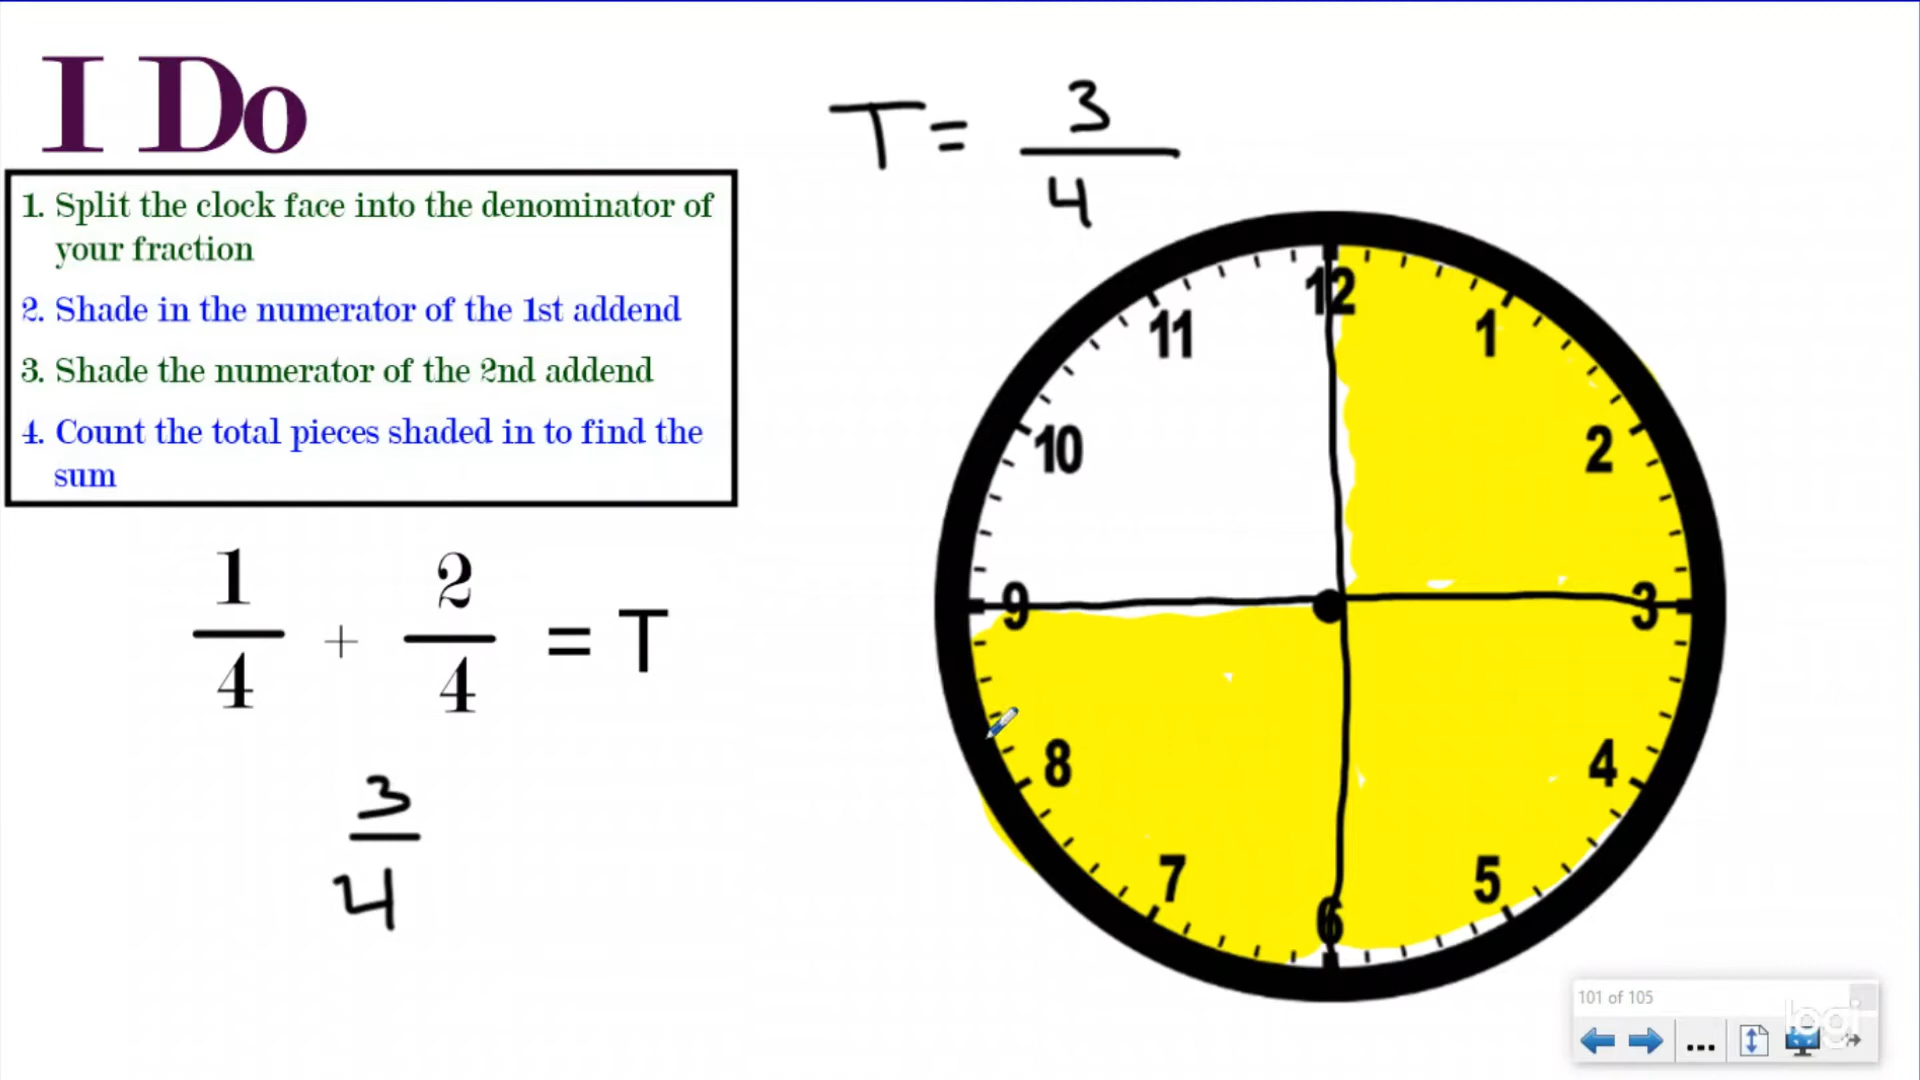 I Do
1. Split the clock face into the denominator of
your fraction
2. Shade in the numerator of the 1st addend
3. Shade the numerator of the 2nd addend
4. Count the total pieces shaded in to find the
sum
1/4 + 2/4 = T
3/4
T = 3/4
12
1
2
3
4
5
6
7
8
9
10
11
101 of 105
...
logi